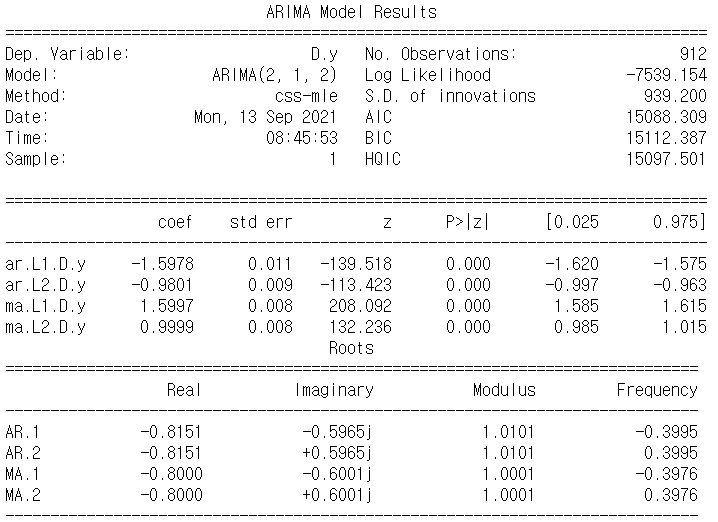 ARIMA Model Results
==============================================================================
Dep. Variable: D.y No. Observations: 912
Model: ARIMA(2, 1, 2) Log Likelihood -7539.154
Method: css-mle S.D. of innovations 939.200
Date: Mon, 13 Sep 2021 AIC 15088.309
Time: 08:45:53 BIC 15112.387
Sample: 1 HQIC 15097.501
==============================================================================
coef std err z P>|z| [0.025 0.975]
------------------------------------------------------------------------------
ar.L1.D.y -1.5978 0.011 -139.518 0.000 -1.620 -1.575
ar.L2.D.y -0.9801 0.009 -113.423 0.000 -0.997 -0.963
ma.L1.D.y 1.5997 0.008 208.092 0.000 1.585 1.615
ma.L2.D.y 0.9999 0.008 132.236 0.000 0.985 1.015
Roots
=============================================================================
Real Imaginary Modulus Frequency
-----------------------------------------------------------------------------
AR.1 -0.8151 -0.5965j 1.0101 -0.3995
AR.2 -0.8151 +0.5965j 1.0101 0.3995
MA.1 -0.8000 -0.6001j 1.0001 -0.3976
MA.2 -0.8000 +0.6001j 1.0001 0.3976
-----------------------------------------------------------------------------